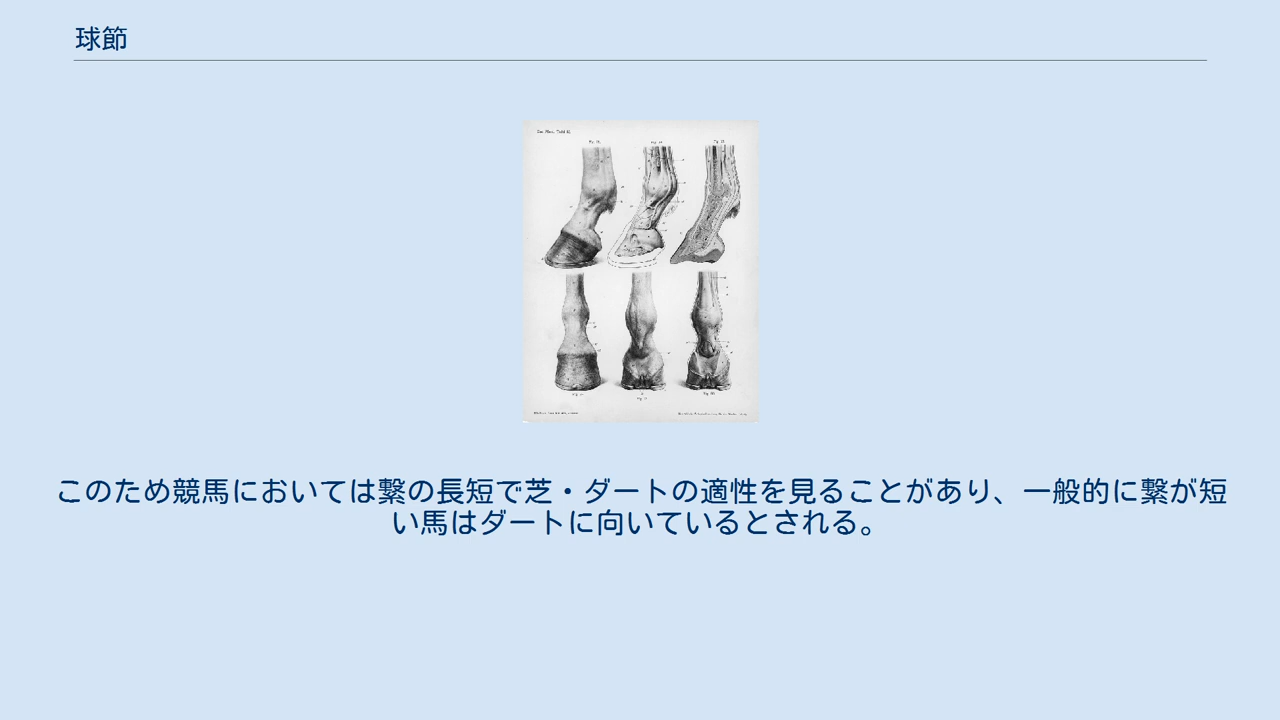 球節
このため競馬においては繋の長短で芝・ダートの適性を見ることがあり、一般的に繋が短
い馬はダートに向いているとされる。